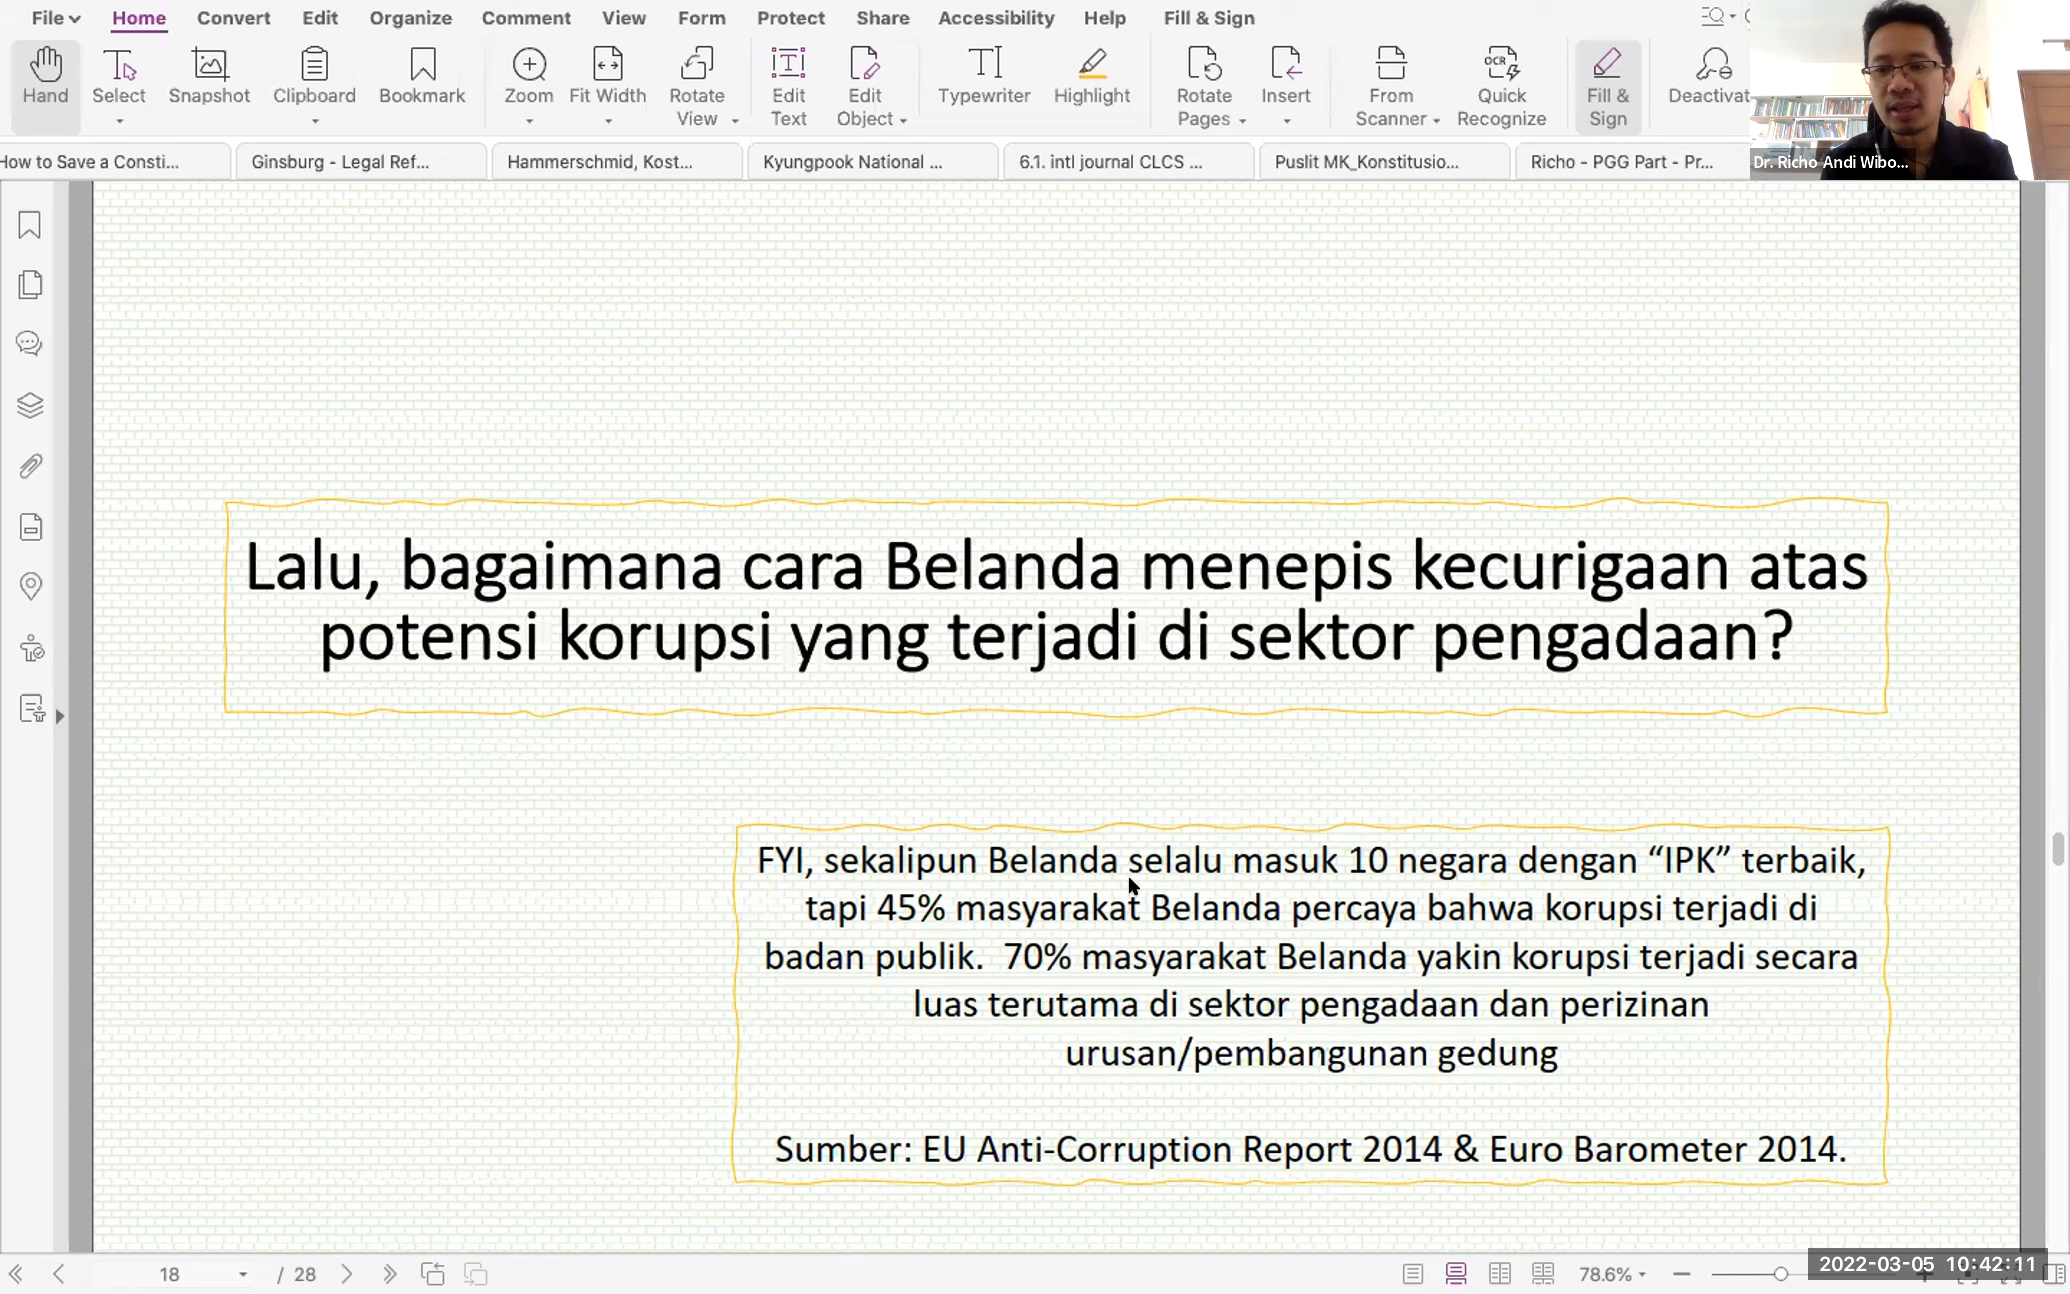 File Home Convert Edit Organize Comment View Form Protect Share Accessibility Help Fill & Sign
Hand Select Snapshot Clipboard Bookmark Zoom Fit Width Rotate View Edit Text Edit Object Typewriter Highlight Rotate Pages Insert From Scanner Quick Recognize Fill & Sign Deactivat
OCR
How to Save a Consti... Ginsburg - Legal Ref... Hammerschmid, Kost... Kyungpook National ... 6.1. intl journal CLCS ... Puslit MK_Konstitusio... Richo - PGG Part - Pr...
Dr. Richo Andi Wibo...
Lalu, bagaimana cara Belanda menepis kecurigaan atas
potensi korupsi yang terjadi di sektor pengadaan?
FYI, sekalipun Belanda selalu masuk 10 negara dengan “IPK” terbaik,
tapi 45% masyarakat Belanda percaya bahwa korupsi terjadi di
badan publik. 70% masyarakat Belanda yakin korupsi terjadi secara
luas terutama di sektor pengadaan dan perizinan
urusan/pembangunan gedung
Sumber: EU Anti-Corruption Report 2014 & Euro Barometer 2014.
18 / 28 78.6%
2022-03-05 10:42:11